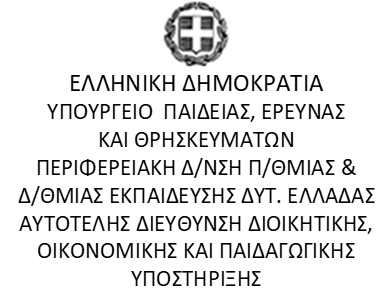 ΕΛΛΗΝΙΚΗ ΔΗΜΟΚΡΑΤΙΑ
ΥΠΟΥΡΓΕΙΟ ΠΑΙΔΕΙΑΣ, ΕΡΕΥΝΑΣ
ΚΑΙ ΘΡΗΣΚΕΥΜΑΤΩΝ
ΠΕΡΙΦΕΡΕΙΑΚΗ Δ/ΝΣΗ Π/ΘΜΙΑΣ &
Δ/ΘΜΙΑΣ ΕΚΠΑΙΔΕΥΣΗΣ ΔΥΤ. ΕΛΛΑΔΑΣ
ΑΥΤΟΤΕΛΗΣ ΔΙΕΥΘΥΝΣΗ ΔΙΟΙΚΗΤΙΚΗΣ,
ΟΙΚΟΝΟΜΙΚΗΣ ΚΑΙ ΠΑΙΔΑΓΩΓΙΚΗΣ
ΥΠΟΣΤΗΡΙΞΗΣ